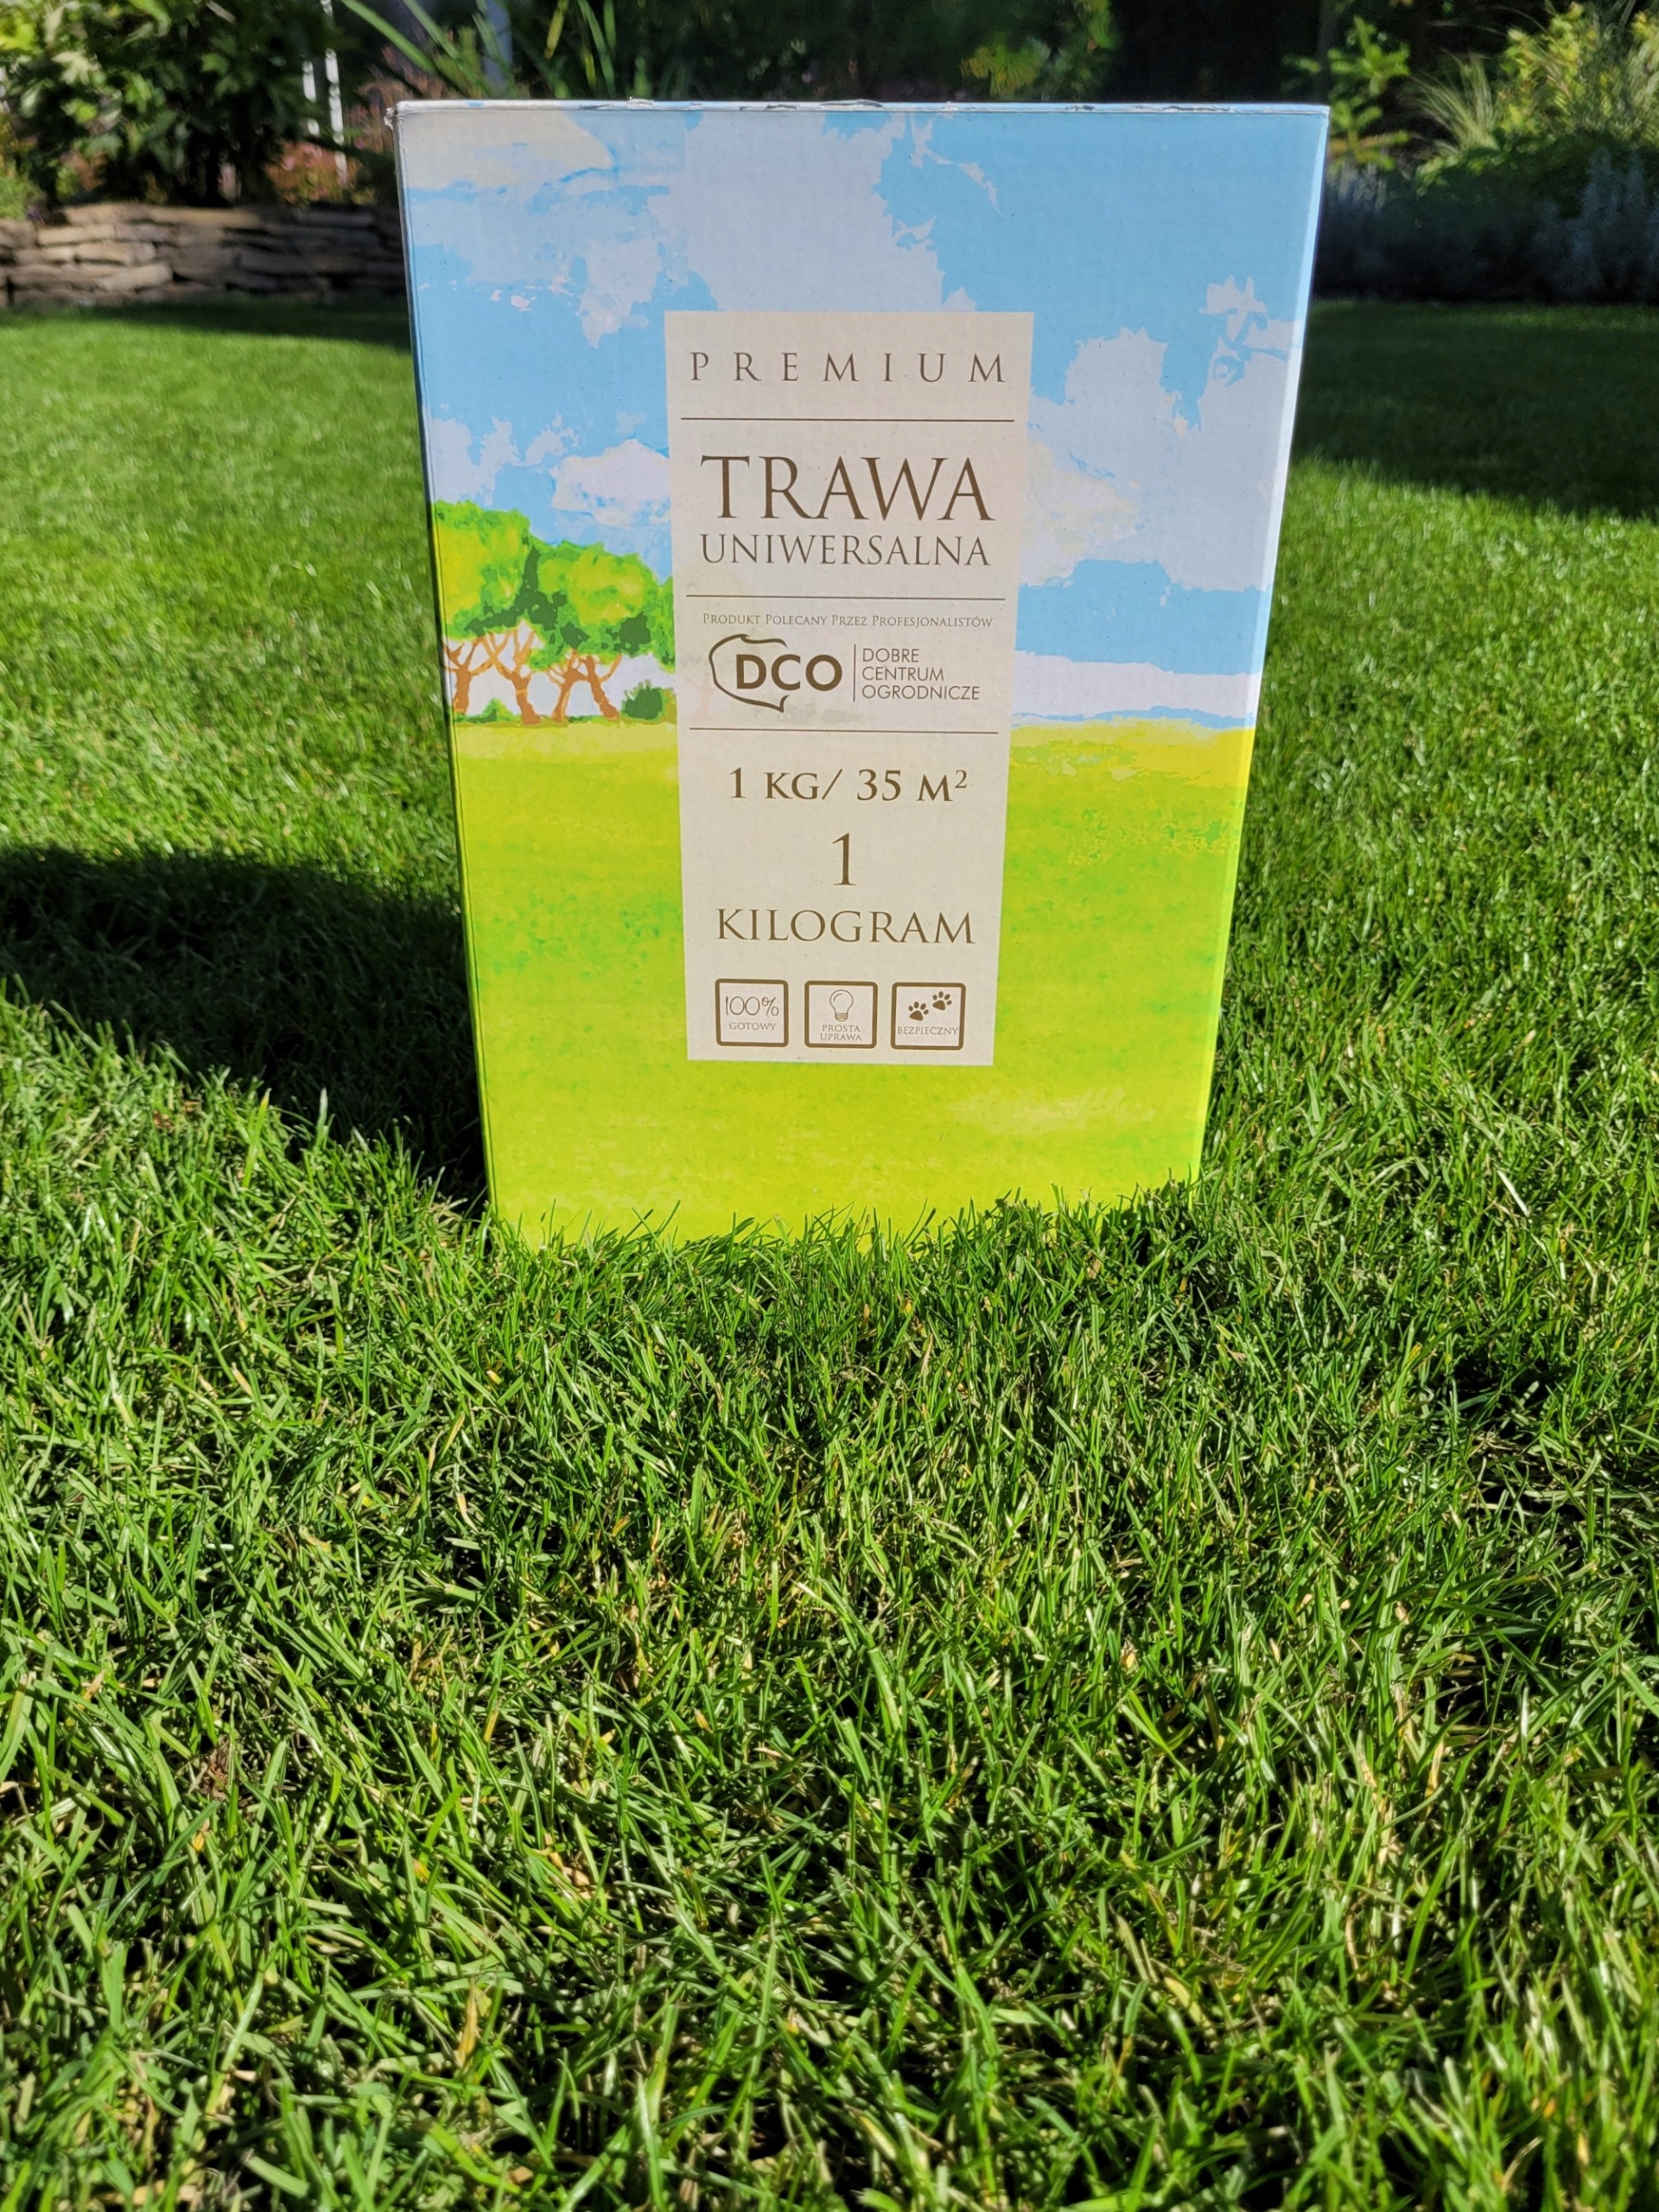 PREMIUM
TRAWA
UNIWERSALNA
PRODUKT POLECANY PRZEZ PROFESJONALISTÓW
DCO
DOBRE
CENTRUM
OGRODNICZE
1 KG/ 35 M²
1
KILOGRAM
100%
GOTOWY
PROSTA
UPRAWA
BEZPIECZNY